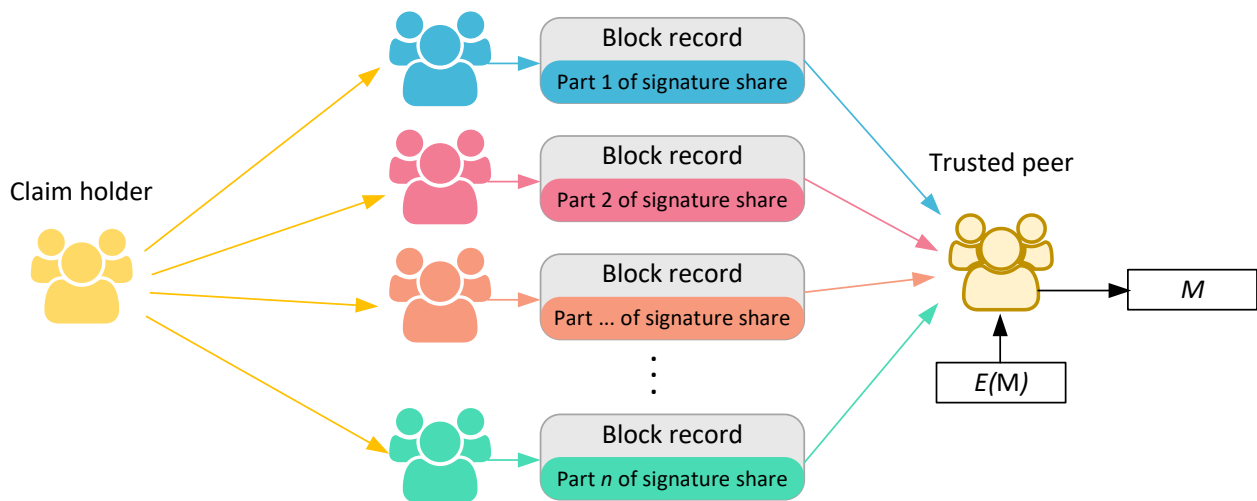 Block record
Part 1 of signature share
Block record
Part 2 of signature share
Trusted peer
Claim holder
Block record
Part ... of signature share
M
⋮
E(M)
Block record
Part n of signature share